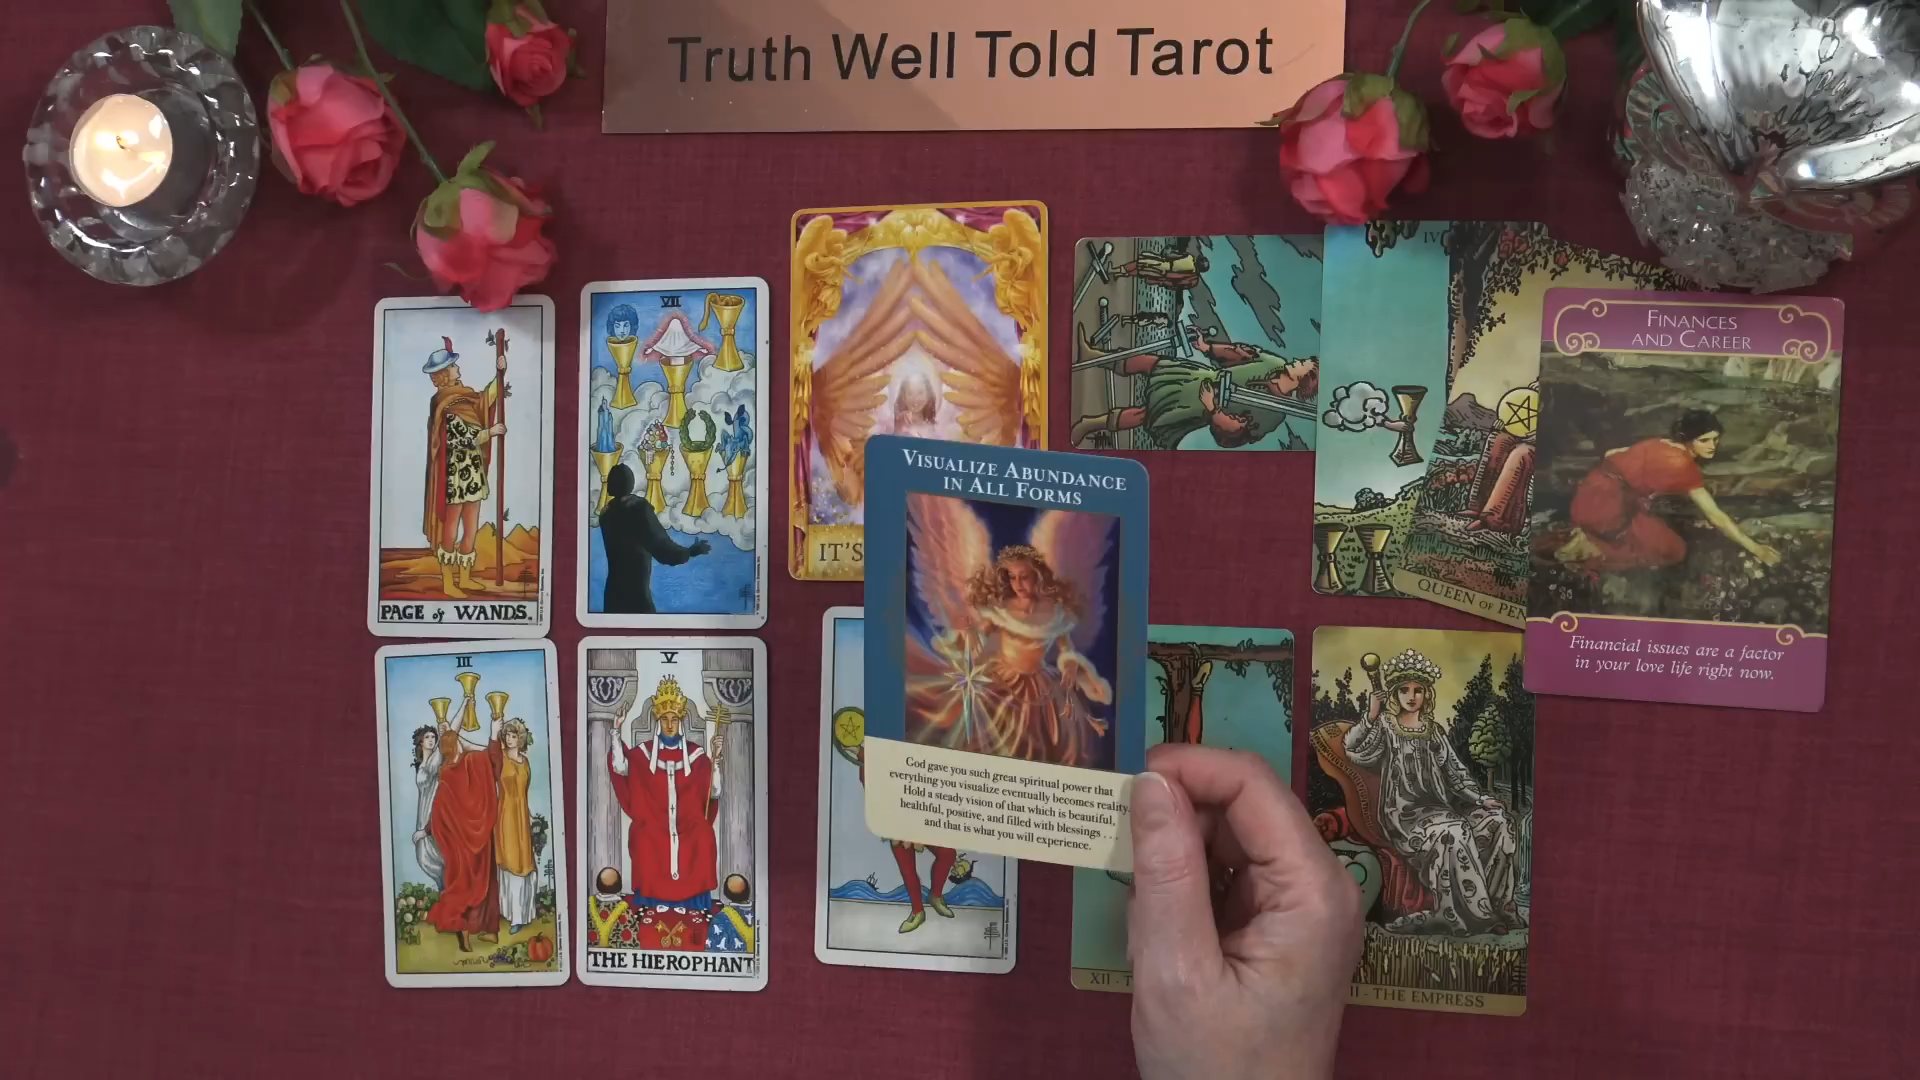 Truth Well Told Tarot
PAGE of WANDS.
VII
IT'S
VISUALIZE ABUNDANCE
IN ALL FORMS
God gave you such great spiritual power that
everything you visualize eventually becomes reality.
Hold a steady vision of that which is beautiful,
healthful, positive, and filled with blessings . . .
and that is what you will experience.
IV
QUEEN OF PEN
FINANCES
AND CAREER
Financial issues are a factor
in your love life right now.
III
V
THE HIEROPHANT
XII - T
II - THE EMPRESS